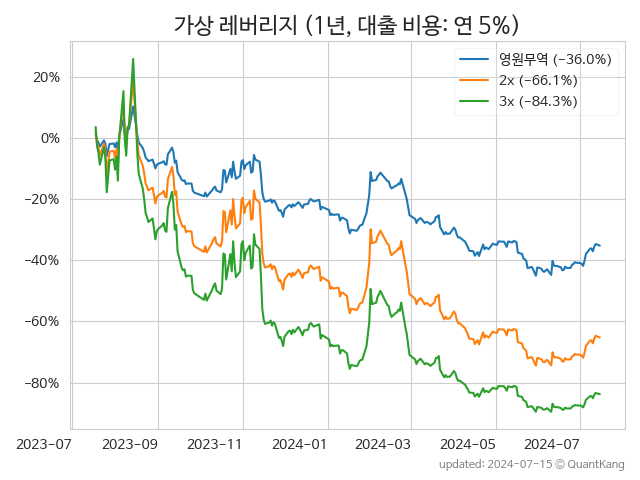 가상 레버리지 (1년, 대출 비용: 연 5%)
영원무역 (-36.0%)
2x (-66.1%)
3x (-84.3%)
20%
0%
−20%
−40%
−60%
−80%
2023-07 2023-09 2023-11 2024-01 2024-03 2024-05 2024-07
updated: 2024-07-15 © QuantKang